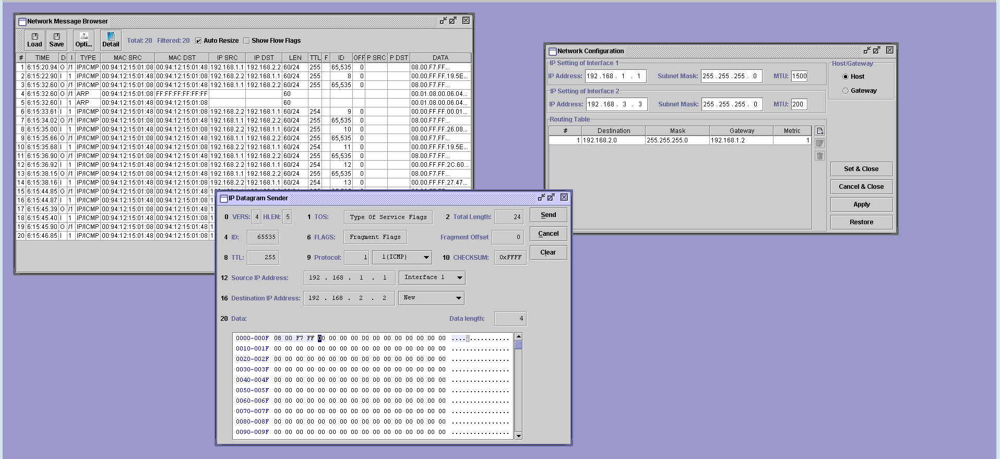 Network Message Browser
Load Save Opti... Detail Total: 20 Filtered: 20 Auto Resize Show Flow Flags
# TIME D I TYPE MAC SRC MAC DST IP SRC IP DST LEN TTL F ID OFF P SRC P DST DATA
1 6:15:20.94 O /1 IP/ICMP 00:94:12:15:01:08 00:94:12:15:01:48 192.168.1.1 192.168.2.2 60/24 255 65,535 0 08.00.F7.FF...
2 6:15:22.90 I 1 IP/ICMP 00:94:12:15:01:48 00:94:12:15:01:08 192.168.2.2 192.168.1.1 60/24 255 8 0 00.00.FF.FF.19.5E...
3 6:15:32.60 O /1 IP/ICMP 00:94:12:15:01:08 00:94:12:15:01:48 192.168.1.1 192.168.2.2 60/24 255 65,535 0 08.00.F7.FF...
4 6:15:32.60 O /1 ARP 00:94:12:15:01:08 FF:FF:FF:FF:FF:FF 60 00.01.08.00.06.04...
5 6:15:32.60 I 1 ARP 00:94:12:15:01:48 00:94:12:15:01:08 60 00.01.08.00.06.04...
6 6:15:33.61 I 1 IP/ICMP 00:94:12:15:01:48 00:94:12:15:01:08 192.168.2.2 192.168.1.1 60/24 254 9 0 00.00.FF.FF.00.01...
7 6:15:34.02 O /1 IP/ICMP 00:94:12:15:01:08 00:94:12:15:01:48 192.168.1.1 192.168.2.2 60/24 255 65,535 0 08.00.F7.FF...
8 6:15:35.00 I 1 IP/ICMP 00:94:12:15:01:48 00:94:12:15:01:08 192.168.2.2 192.168.1.1 60/24 255 10 0 00.00.FF.FF.26.08...
9 6:15:35.66 O /1 IP/ICMP 00:94:12:15:01:08 00:94:12:15:01:48 192.168.1.1 192.168.2.2 60/24 255 65,535 0 08.00.F7.FF...
10 6:15:35.68 I 1 IP/ICMP 00:94:12:15:01:48 00:94:12:15:01:08 192.168.2.2 192.168.1.1 60/24 254 11 0 00.00.FF.FF.19.5E...
11 6:15:36.90 O /1 IP/ICMP 00:94:12:15:01:08 00:94:12:15:01:48 192.168.1.1 192.168.2.2 60/24 255 65,535 0 08.00.F7.FF...
12 6:15:36.92 I 1 IP/ICMP 00:94:12:15:01:48 00:94:12:15:01:08 192.168.2.2 192.168.1.1 60/24 254 12 0 00.00.FF.FF.2C.60...
13 6:15:38.15 O /1 IP/ICMP 00:94:12:15:01:08 00:94:12:15:01:48 192.168.1.1 192.168.2.2 60/24 255 65,535 0 08.00.F7.FF...
14 6:15:38.16 I 1 IP/ICMP 00:94:12:15:01:48 00:94:12:15:01:08 192.168.2.2 192.168.1.1 60/24 254 13 0 00.00.FF.FF.27.47...
15 6:15:44.85 O /1 IP/ICMP 00:94:12:15:01:08 00:94:12:15:01:48
16 6:15:44.87 I 1 IP/ICMP 00:94:12:15:01:48 00:94:12:15:01:08 1
17 6:15:45.39 O /1 IP/ICMP 00:94:12:15:01:08 00:94:12:15:01:48 1
18 6:15:45.40 I 1 IP/ICMP 00:94:12:15:01:48 00:94:12:15:01:08 1
19 6:15:45.90 O /1 IP/ICMP 00:94:12:15:01:08 00:94:12:15:01:48 1
20 6:15:46.85 I 1 IP/ICMP 00:94:12:15:01:48 00:94:12:15:01:08 1
Network Configuration
IP Setting of Interface 1
IP Address: 192 . 168 . 1 . 1 Subnet Mask: 255 . 255 . 255 . 0 MTU: 1500
IP Setting of Interface 2
IP Address: 192 . 168 . 3 . 3 Subnet Mask: 255 . 255 . 255 . 0 MTU: 200
Host/Gateway
Host
Gateway
Routing Table
# Destination Mask Gateway Metric
1 192.168.2.0 255.255.255.0 192.168.1.2 1
Set & Close
Cancel & Close
Apply
Restore
IP Datagram Sender
0 VERS: 4 HLEN: 5 1 TOS: Type Of Service Flags 2 Total Length: 24 Send
4 ID: 65535 6 FLAGS: Fragment Flags Fragment Offset 0 Cancel
8 TTL: 255 9 Protocol: 1 1(ICMP) 10 CHECKSUM: 0xFFFF Clear
12 Source IP Address: 192 . 168 . 1 . 1 Interface 1
16 Destination IP Address: 192 . 168 . 2 . 2 New
20 Data: Data length: 4
0000-000F 08 00 F7 FF 00 00 00 00 00 00 00 00 00 00 00 00 ................
0010-001F 00 00 00 00 00 00 00 00 00 00 00 00 00 00 00 00 ................
0020-002F 00 00 00 00 00 00 00 00 00 00 00 00 00 00 00 00 ................
0030-003F 00 00 00 00 00 00 00 00 00 00 00 00 00 00 00 00 ................
0040-004F 00 00 00 00 00 00 00 00 00 00 00 00 00 00 00 00 ................
0050-005F 00 00 00 00 00 00 00 00 00 00 00 00 00 00 00 00 ................
0060-006F 00 00 00 00 00 00 00 00 00 00 00 00 00 00 00 00 ................
0070-007F 00 00 00 00 00 00 00 00 00 00 00 00 00 00 00 00 ................
0080-008F 00 00 00 00 00 00 00 00 00 00 00 00 00 00 00 00 ................
0090-009F 00 00 00 00 00 00 00 00 00 00 00 00 00 00 00 00 ................